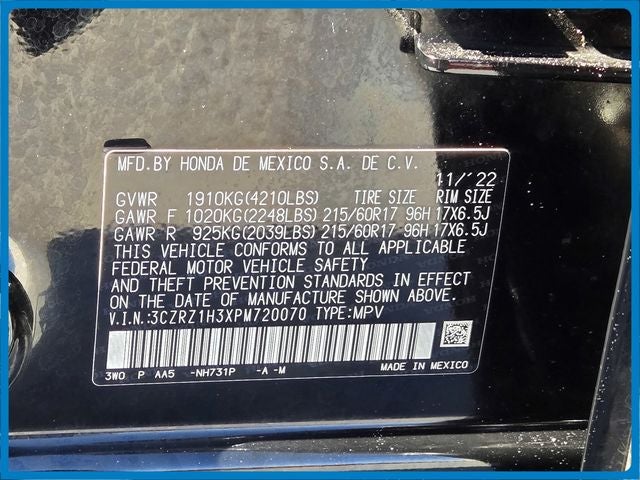 MFD.BY HONDA DE MEXICO S.A. DE C.V.
11/'22
GVWR 1910KG(4210LBS) TIRE SIZE RIM SIZE
GAWR F 1020KG(2248LBS) 215/60R17 96H 17X6.5J
GAWR R 925KG(2039LBS) 215/60R17 96H 17X6.5J
THIS VEHICLE CONFORMS TO ALL APPLICABLE
FEDERAL MOTOR VEHICLE SAFETY
AND THEFT PREVENTION STANDARDS IN EFFECT
ON THE DATE OF MANUFACTURE SHOWN ABOVE.
V.I.N.:3CZRZ1H3XPM720070 TYPE:MPV
3W0 P AA5 -NH731P -A -M MADE IN MEXICO